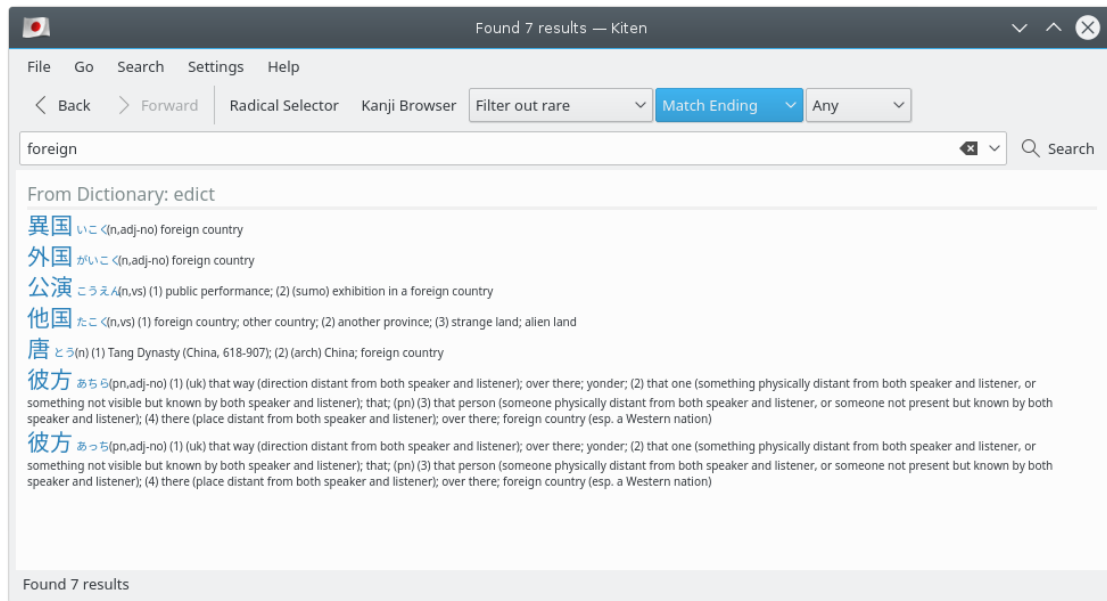 Found 7 results — Kiten
File Go Search Settings Help
Back Forward Radical Selector Kanji Browser Filter out rare Match Ending Any
foreign Search
From Dictionary: edict
異国 いこく(n,adj-no) foreign country
外国 がいこく(n,adj-no) foreign country
公演 こうえん(n,vs) (1) public performance; (2) (sumo) exhibition in a foreign country
他国 たこく(n,vs) (1) foreign country; other country; (2) another province; (3) strange land; alien land
唐 とう(n) (1) Tang Dynasty (China, 618-907); (2) (arch) China; foreign country
彼方 あちら(pn,adj-no) (1) (uk) that way (direction distant from both speaker and listener); over there; yonder; (2) that one (something physically distant from both speaker and listener, or
something not visible but known by both speaker and listener); that; (pn) (3) that person (someone physically distant from both speaker and listener, or someone not present but known by both
speaker and listener); (4) there (place distant from both speaker and listener); over there; foreign country (esp. a Western nation)
彼方 あっち(pn,adj-no) (1) (uk) that way (direction distant from both speaker and listener); over there; yonder; (2) that one (something physically distant from both speaker and listener, or
something not visible but known by both speaker and listener); that; (pn) (3) that person (someone physically distant from both speaker and listener, or someone not present but known by both
speaker and listener); (4) there (place distant from both speaker and listener); over there; foreign country (esp. a Western nation)
Found 7 results